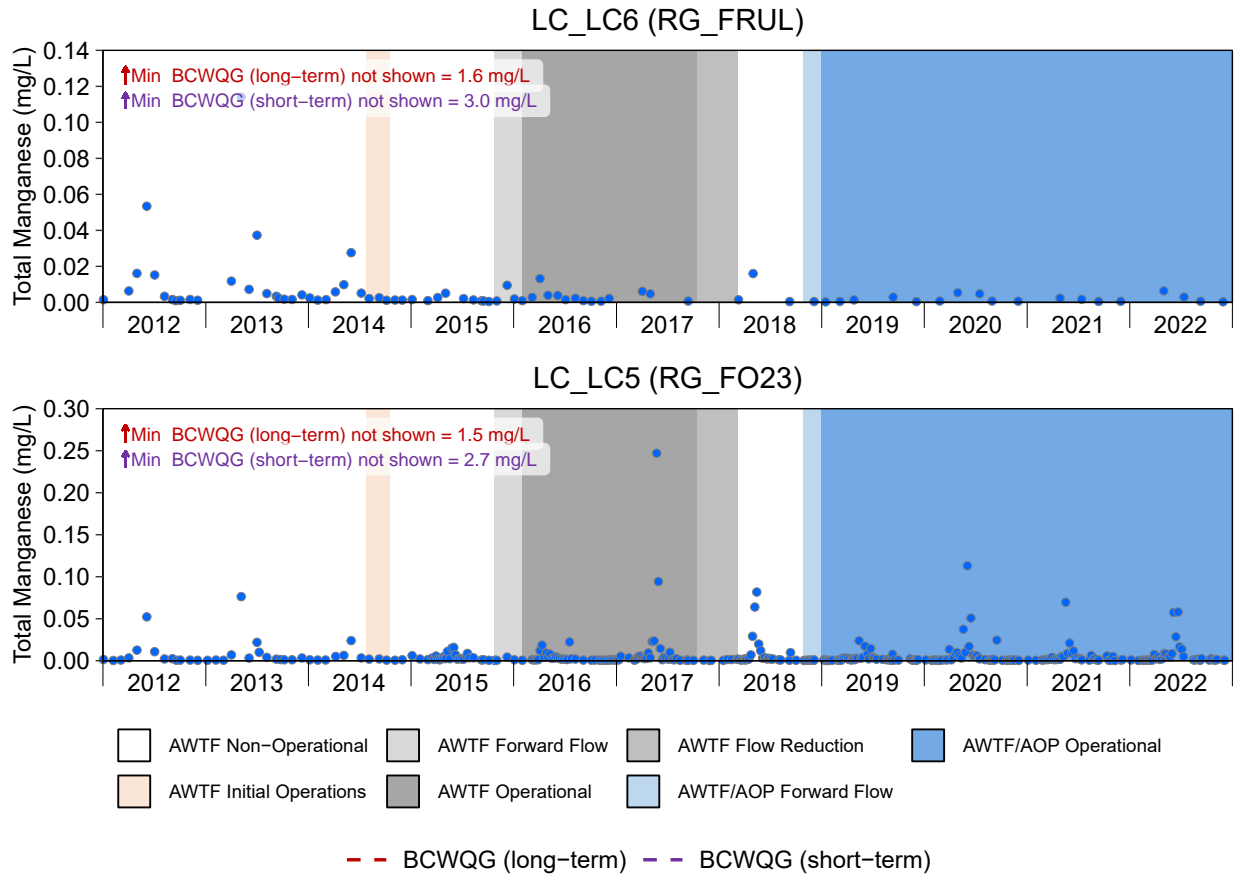 LC_LC6 (RG_FRUL)
Total Manganese (mg/L)
0.14
0.12
0.10
0.08
0.06
0.04
0.02
0.00
Min BCWQG (long−term) not shown = 1.6 mg/L
Min BCWQG (short−term) not shown = 3.0 mg/L
2012 2013 2014 2015 2016 2017 2018 2019 2020 2021 2022
LC_LC5 (RG_FO23)
Total Manganese (mg/L)
0.30
0.25
0.20
0.15
0.10
0.05
0.00
Min BCWQG (long−term) not shown = 1.5 mg/L
Min BCWQG (short−term) not shown = 2.7 mg/L
2012 2013 2014 2015 2016 2017 2018 2019 2020 2021 2022
AWTF Non−Operational AWTF Forward Flow AWTF Flow Reduction AWTF/AOP Operational
AWTF Initial Operations AWTF Operational AWTF/AOP Forward Flow
BCWQG (long−term) BCWQG (short−term)